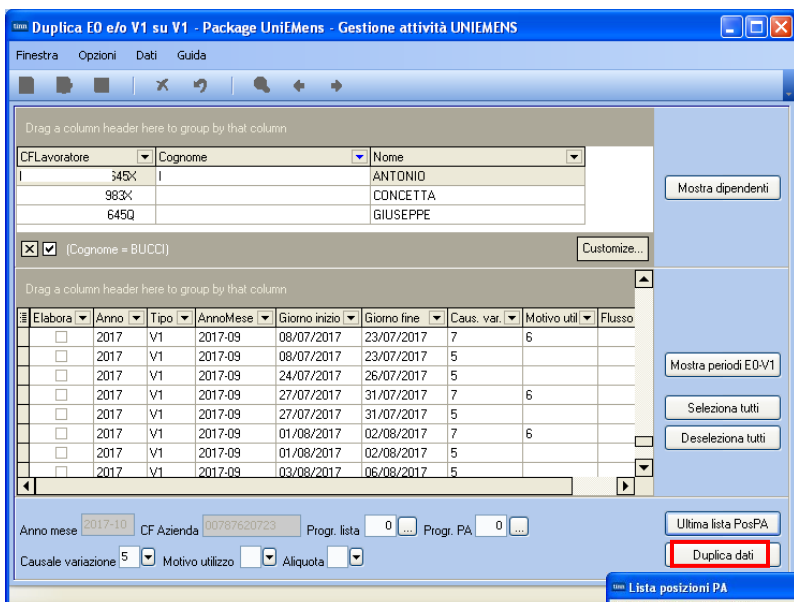 tinn Duplica E0 e/o V1 su V1 - Package UniEMens - Gestione attività UNIEMENS
Finestra Opzioni Dati Guida
Drag a column header here to group by that column
CFLavoratore Cognome Nome
I 645X I ANTONIO
983X CONCETTA
645Q GIUSEPPE
Mostra dipendenti
(Cognome = BUCCI) Customize...
Drag a column header here to group by that column
Elabora Anno Tipo AnnoMese Giorno inizio Giorno fine Caus. var. Motivo util Flusso
2017 V1 2017-09 08/07/2017 23/07/2017 7 6
2017 V1 2017-09 08/07/2017 23/07/2017 5
2017 V1 2017-09 24/07/2017 26/07/2017 5
2017 V1 2017-09 27/07/2017 31/07/2017 7 6
2017 V1 2017-09 27/07/2017 31/07/2017 5
2017 V1 2017-09 01/08/2017 02/08/2017 7 6
2017 V1 2017-09 01/08/2017 02/08/2017 5
2017 V1 2017-09 03/08/2017 06/08/2017 5
Mostra periodi E0-V1
Seleziona tutti
Deseleziona tutti
Anno mese 2017-10 CF Azienda 00787620723 Progr. lista 0 ... Progr. PA 0 ...
Ultima lista PosPA
Causale variazione 5 Motivo utilizzo Aliquota
Duplica dati
tinn Lista posizioni PA